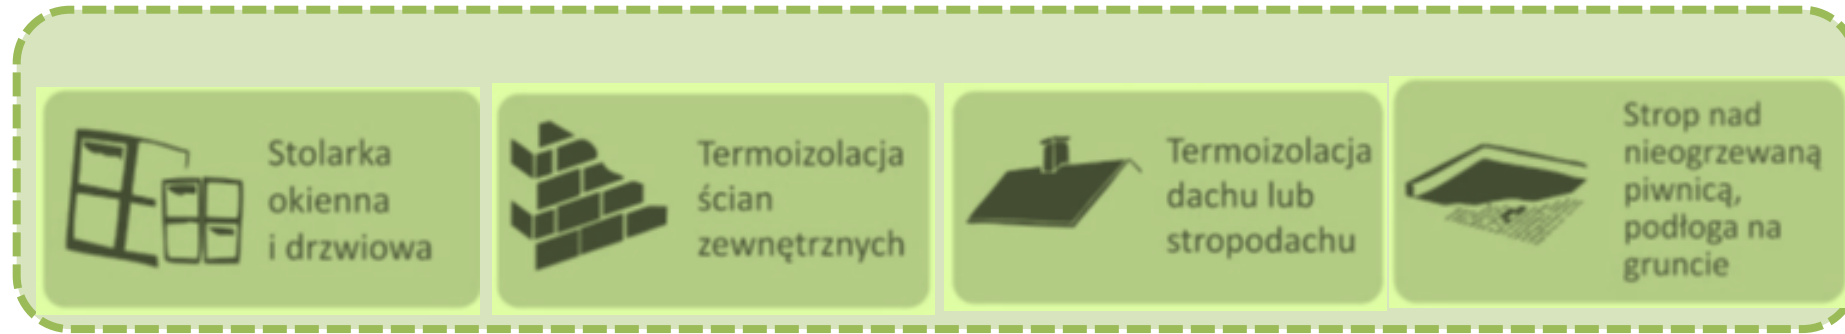 Stolarka
okienna
i drzwiowa
Termoizolacja
ścian
zewnętrznych
Termoizolacja
dachu lub
stropodachu
Strop nad
nieogrzewaną
piwnicą,
podłoga na
gruncie